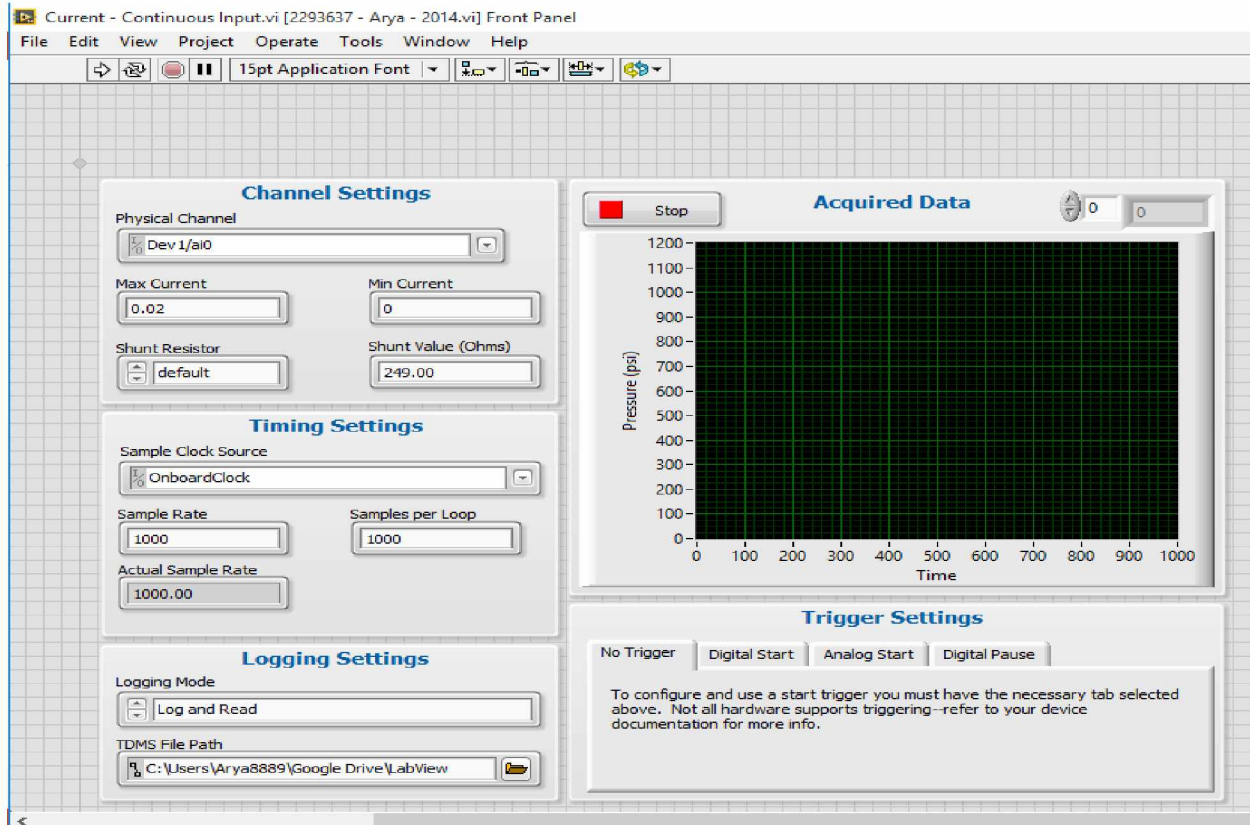 Current - Continuous Input.vi [2293637 - Arya - 2014.vi] Front Panel
File Edit View Project Operate Tools Window Help
15pt Application Font
Channel Settings
Physical Channel
Dev1/ai0
Max Current
Min Current
0.02
0
Shunt Resistor
Shunt Value (Ohms)
default
249.00
Timing Settings
Sample Clock Source
OnboardClock
Sample Rate
Samples per Loop
1000
1000
Actual Sample Rate
1000.00
Logging Settings
Logging Mode
Log and Read
TDMS File Path
C:\Users\Arya8889\Google Drive\LabView
Stop
Acquired Data
0
0
Pressure (psi)
1200
1100
1000
900
800
700
600
500
400
300
200
100
0
0 100 200 300 400 500 600 700 800 900 1000
Time
Trigger Settings
No Trigger Digital Start Analog Start Digital Pause
To configure and use a start trigger you must have the necessary tab selected
above. Not all hardware supports triggering--refer to your device
documentation for more info.